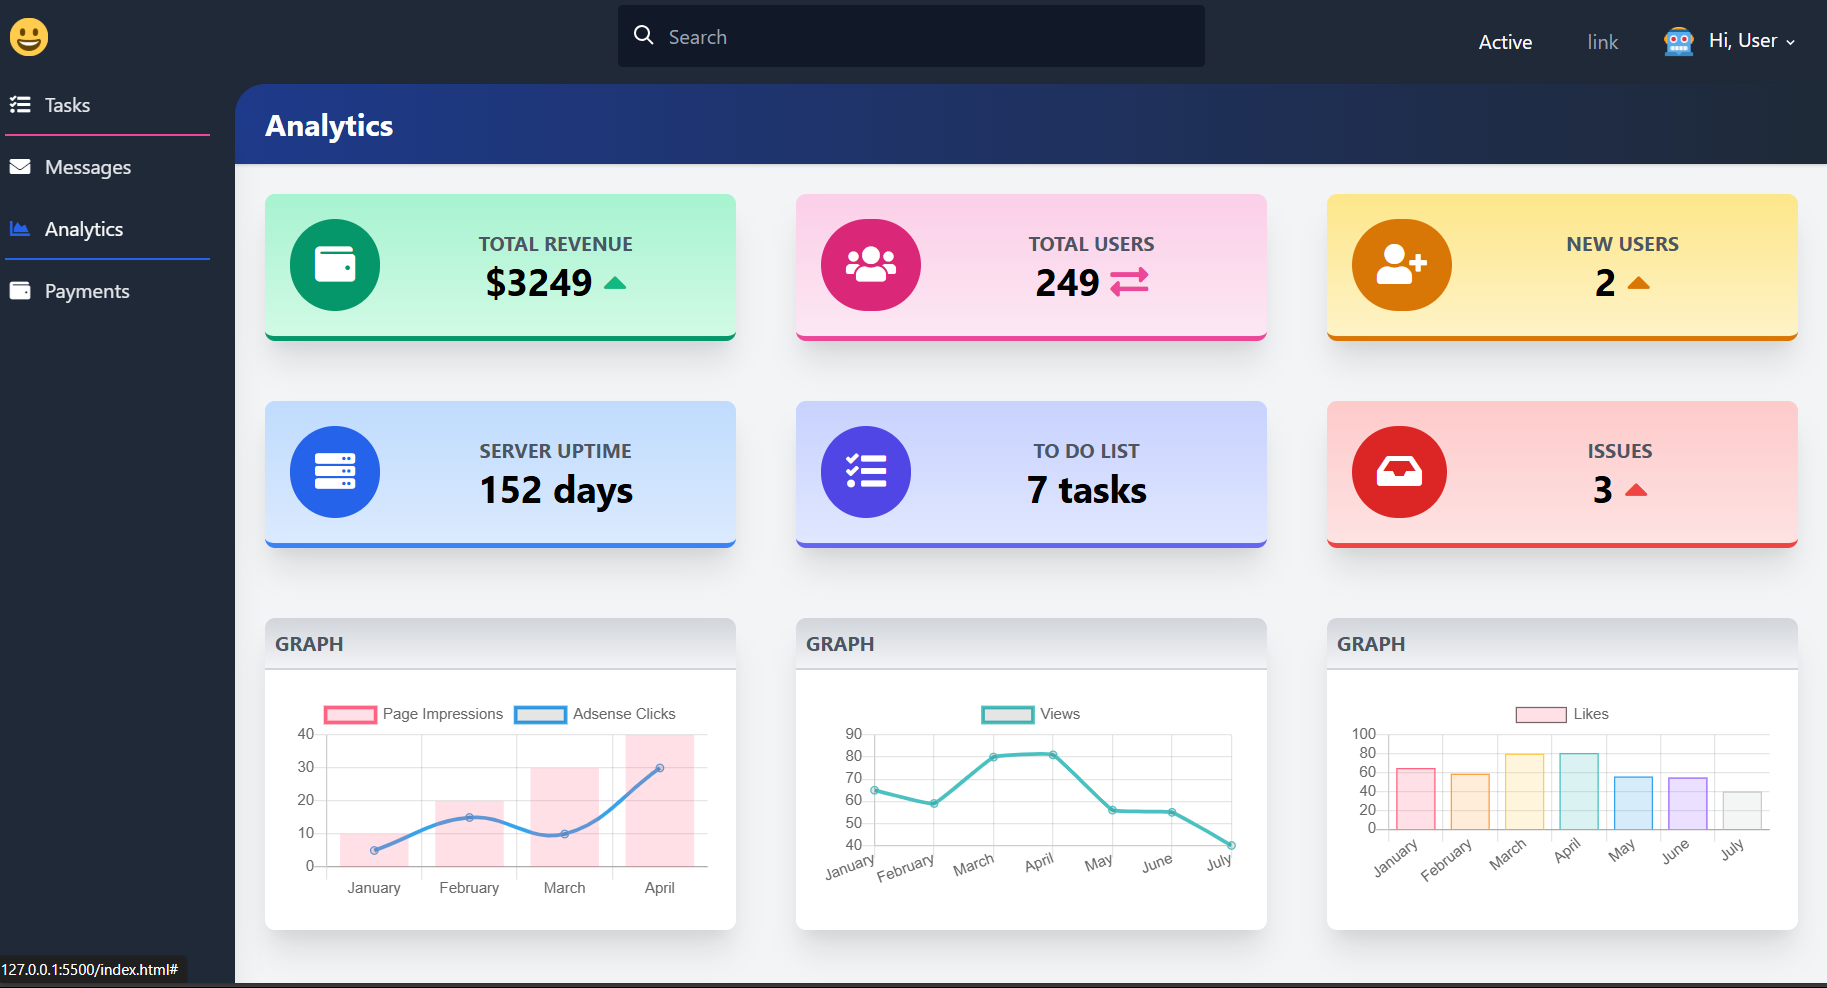 Search
Active
link
Hi, User
Tasks
Messages
Analytics
Payments
Analytics
TOTAL REVENUE
$3249
TOTAL USERS
249
NEW USERS
2
SERVER UPTIME
152 days
TO DO LIST
7 tasks
ISSUES
3
GRAPH
Page Impressions
Adsense Clicks
40
30
20
10
0
January
February
March
April
GRAPH
Views
90
80
70
60
50
40
January
February
March
April
May
June
July
GRAPH
Likes
100
80
60
40
20
0
January
February
March
April
May
June
July
127.0.0.1:5500/index.html#